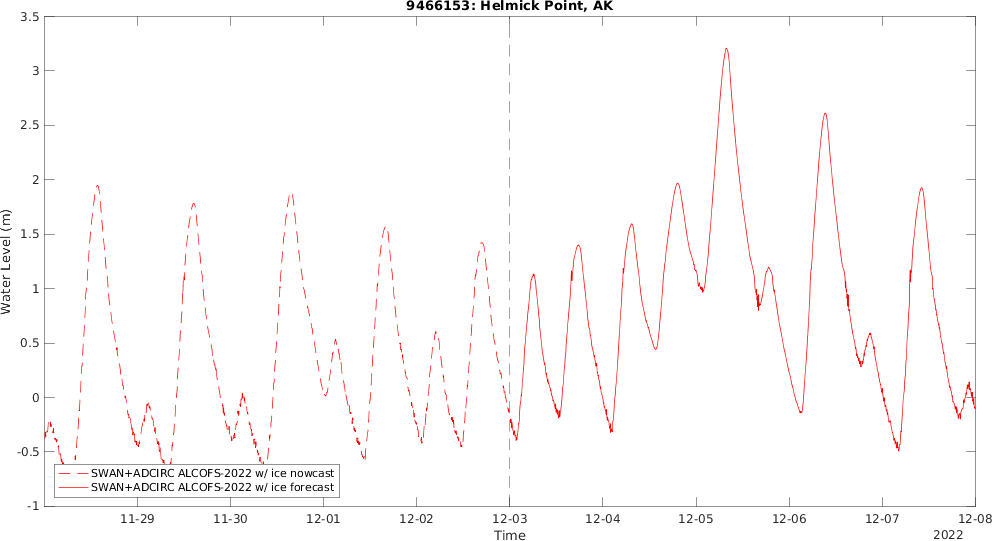 9466153: Helmick Point, AK
3.5
3
2.5
2
1.5
1
0.5
0
-0.5
-1
Water Level (m)
SWAN+ADCIRC ALCOFS-2022 w/ ice nowcast
SWAN+ADCIRC ALCOFS-2022 w/ ice forecast
11-29 11-30 12-01 12-02 12-03 12-04 12-05 12-06 12-07 12-08
Time
2022